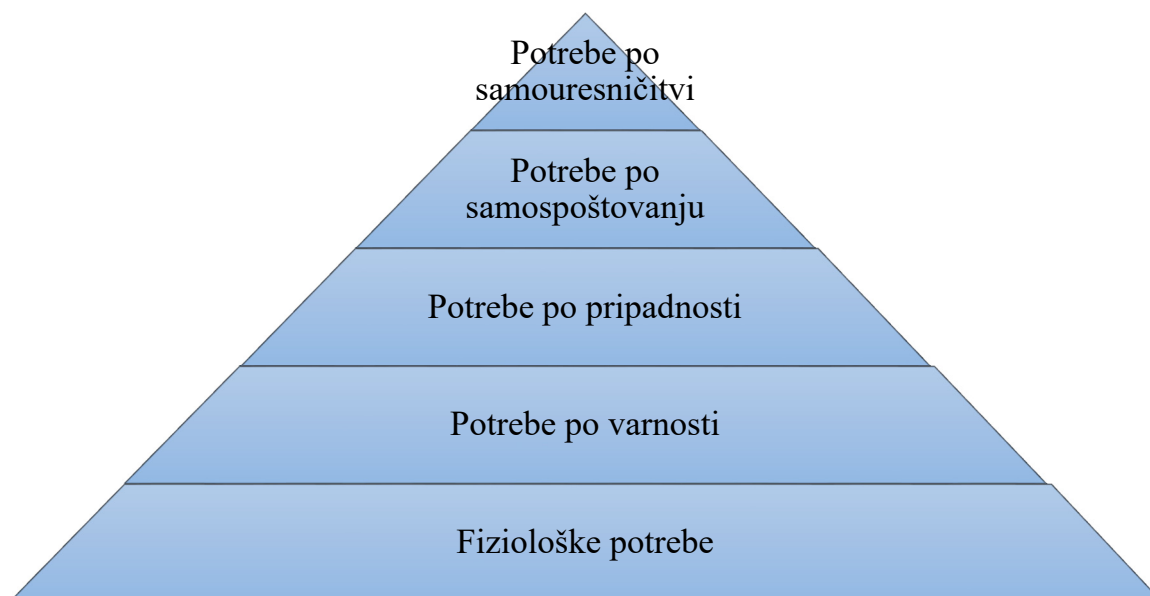 Potrebe po
samouresničitvi
Potrebe po
samospoštovanju
Potrebe po pripadnosti
Potrebe po varnosti
Fiziološke potrebe